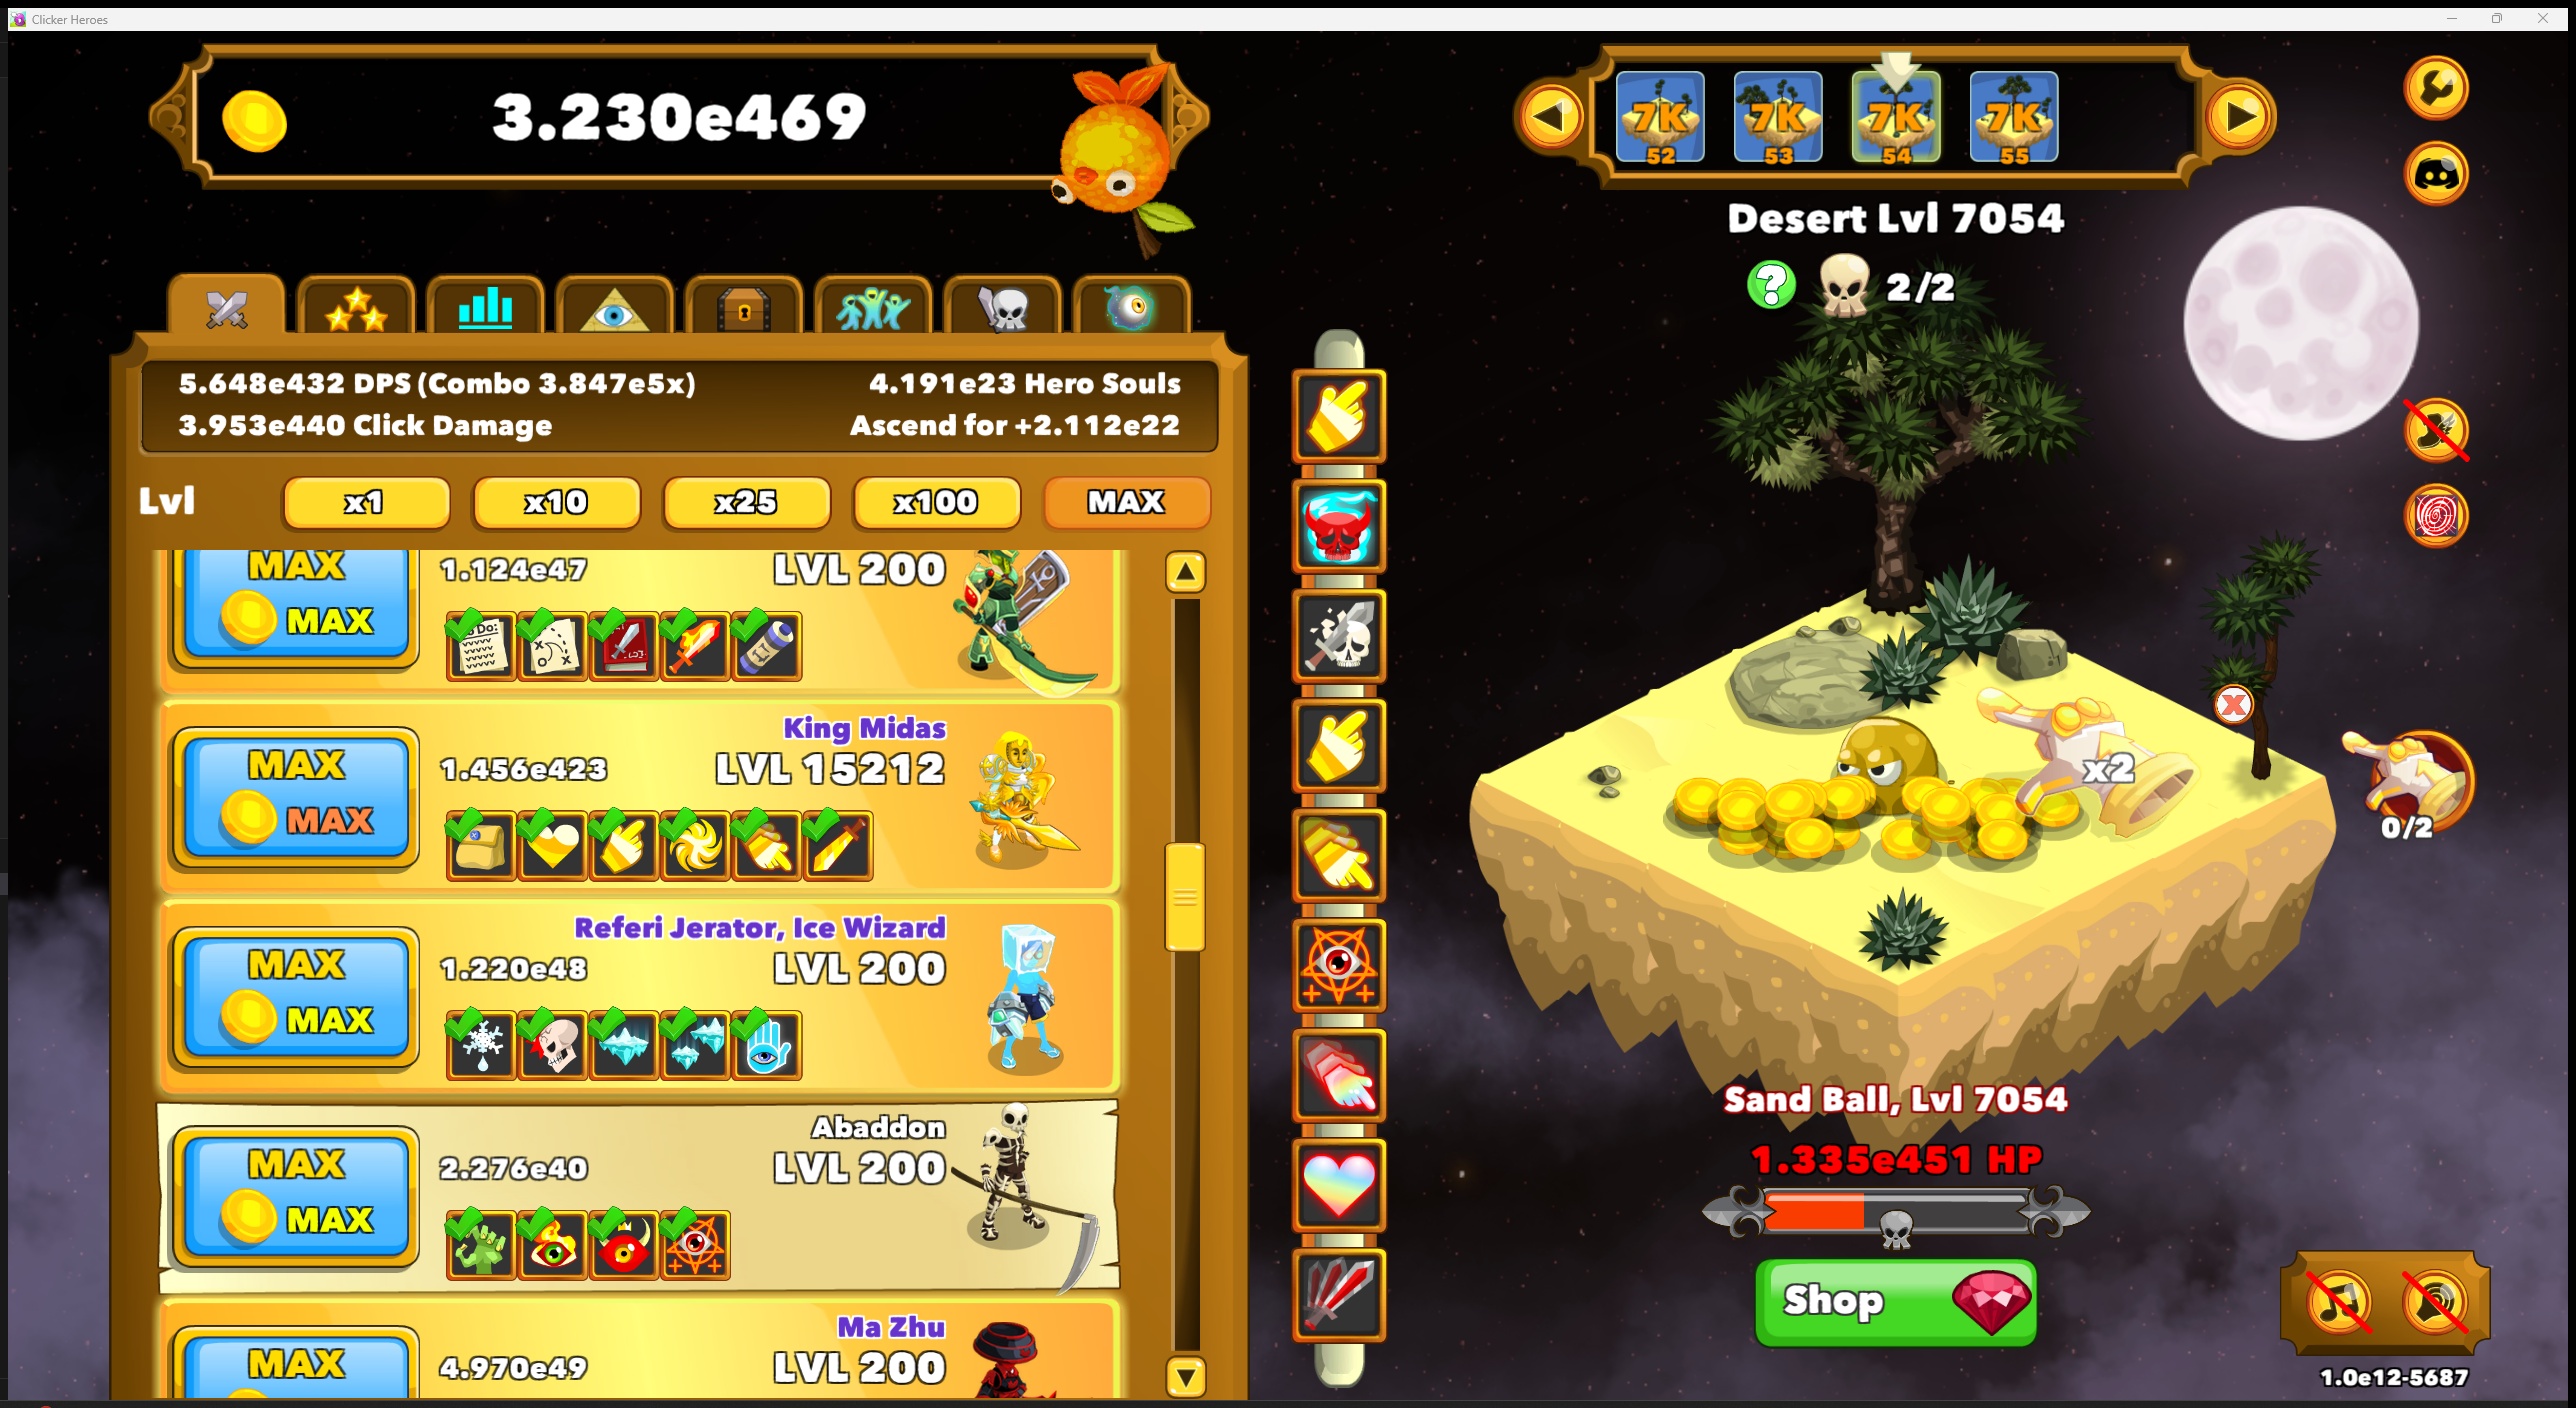 Clicker Heroes
3.230e469
7K 7K 7K 7K
52 53 54 55
Desert Lvl 7054
2/2
5.648e432 DPS (Combo 3.847e5x)
4.191e23 Hero Souls
3.953e440 Click Damage
Ascend for +2.112e22
Lvl x1 x10 x25 x100 MAX
MAX
MAX
1.124e47
LVL 200
Do:
King Midas
MAX
MAX
1.456e423
LVL 15212
Referi Jerator, Ice Wizard
MAX
MAX
1.220e48
LVL 200
Abaddon
MAX
MAX
2.276e40
LVL 200
Ma Zhu
MAX
4.970e49
LVL 200
x2
0/2
Sand Ball, Lvl 7054
1.335e451 HP
Shop
1.0e12-5687